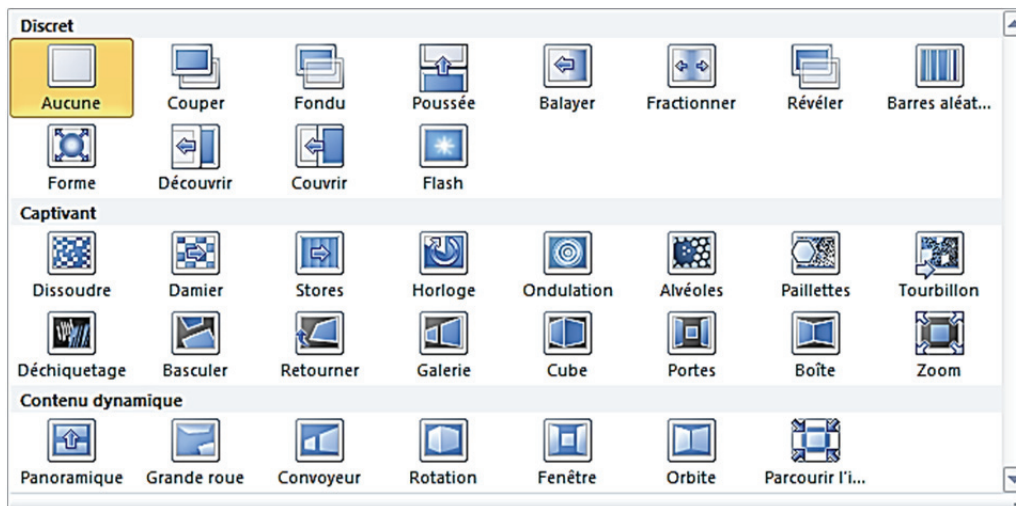 Discret
Aucune Couper Fondu Poussée Balayer Fractionner Révéler Barres aléat...
Forme Découvrir Couvrir Flash
Captivant
Dissoudre Damier Stores Horloge Ondulation Alvéoles Paillettes Tourbillon
Déchiquetage Basculer Retourner Galerie Cube Portes Boîte Zoom
Contenu dynamique
Panoramique Grande roue Convoyeur Rotation Fenêtre Orbite Parcourir l'i...